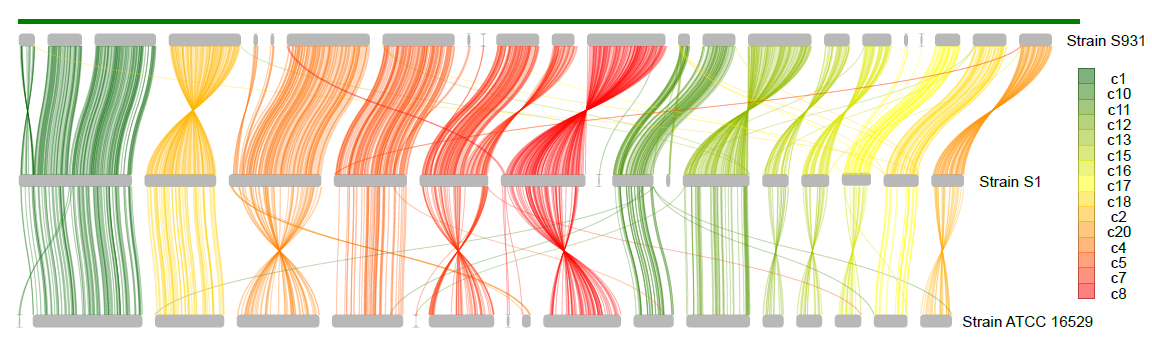 Strain S931
c1
c10
c11
c12
c13
c15
c16
c17
c18
c2
c20
c4
c5
c7
c8
Strain S1
Strain ATCC 16529